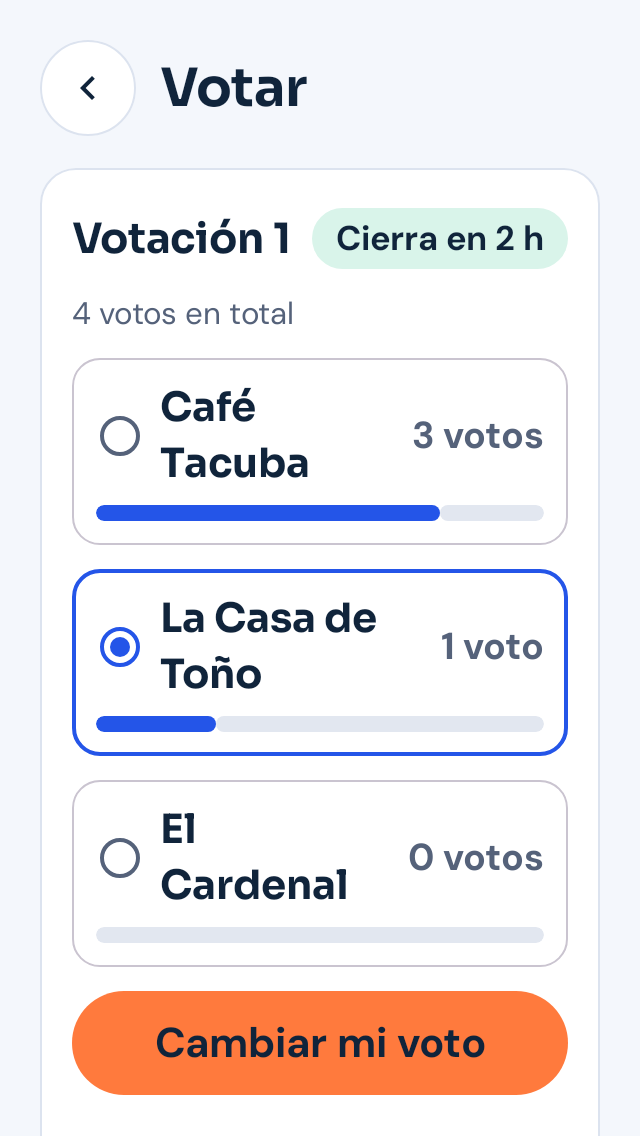 Votar
Votación 1
Cierra en 2 h
4 votos en total
Café
Tacuba
3 votos
La Casa de
Toño
1 voto
El
Cardenal
0 votos
Cambiar mi voto